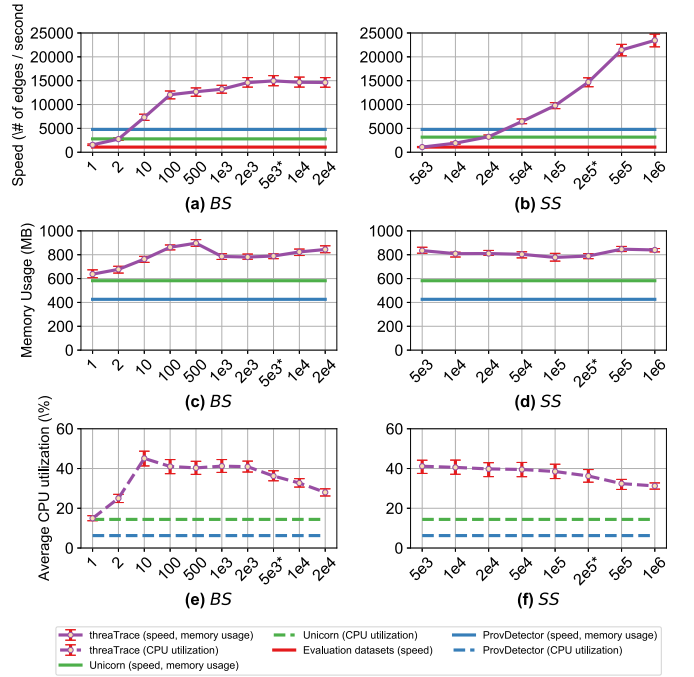 Speed (\# of edges / second
25000
20000
15000
10000
5000
0
1 2 10 100 500 1e3 2e3 5e3* 1e4 2e4
(a) BS
25000
20000
15000
10000
5000
0
5e3 1e4 2e4 5e4 1e5 2e5* 5e5 1e6
(b) SS
Memory Usage (MB)
1000
800
600
400
200
0
1 2 10 100 500 1e3 2e3 5e3* 1e4 2e4
(c) BS
1000
800
600
400
200
0
5e3 1e4 2e4 5e4 1e5 2e5* 5e5 1e6
(d) SS
Average CPU utilization (\%)
60
40
20
0
1 2 10 100 500 1e3 2e3 5e3* 1e4 2e4
(e) BS
60
40
20
0
5e3 1e4 2e4 5e4 1e5 2e5* 5e5 1e6
(f) SS
threaTrace (speed, memory usage)
threaTrace (CPU utilization)
Unicorn (speed, memory usage)
Unicorn (CPU utilization)
Evaluation datasets (speed)
ProvDetector (speed, memory usage)
ProvDetector (CPU utilization)